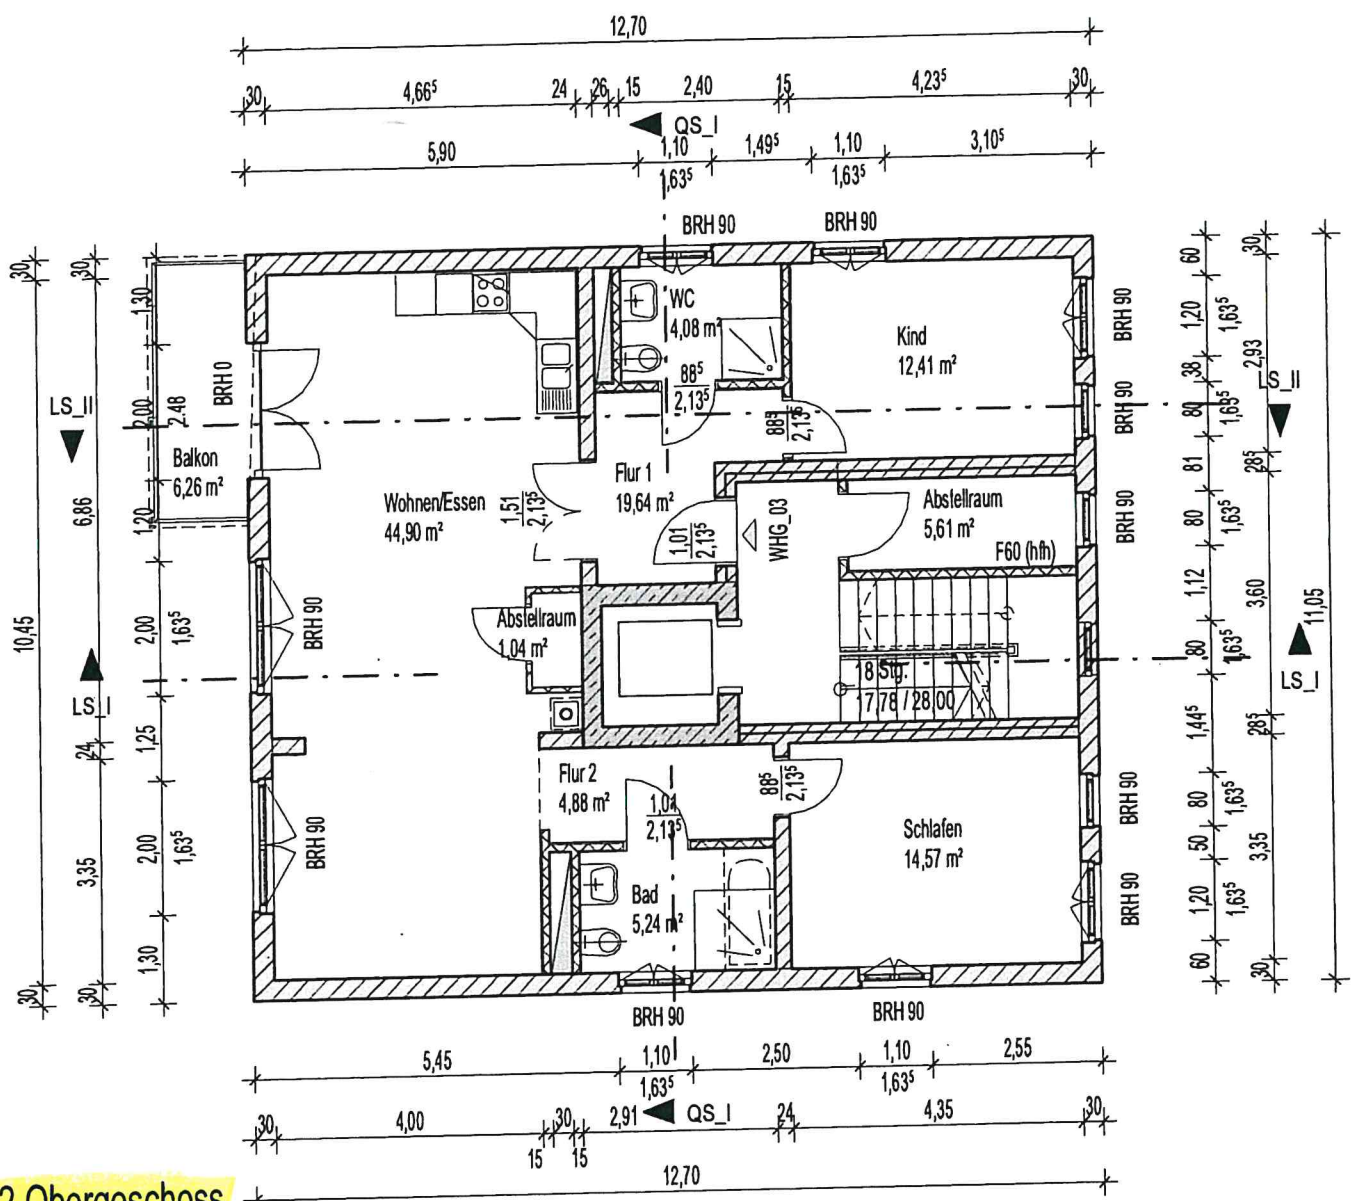 12,70
30 4,66⁵ 24 26 15 2,40 15 4,23⁵ 30
QS_I
5,90 1,10 1,49⁵ 1,10 3,10⁵
1,63⁵ 1,63⁵
BRH 90 BRH 90
30 30 1,30
BRH 0
2,00 2.48
LS_II
Balkon
6,26 m²
1,20
6,86
10,45
2,00 1,63⁵
BRH 90
LS_I
1,25
24
2,00 1,63⁵
BRH 90
3,35
1,30
30 30
WC
4,08 m²
88⁵
2,13⁵
Kind
12,41 m²
88⁵
2,13⁵
Wohnen/Essen
44,90 m²
1,51
2,13⁵
Flur 1
19,64 m²
1,01
2,13⁵
WHG_03
Abstellraum
5,61 m²
F60 (hfh)
Abstellraum
1,04 m²
18 Stg.
17,78 / 28,00
Flur 2
4,88 m²
1,01
2,13⁵
88⁵
2,13⁵
Schlafen
14,57 m²
Bad
5,24 m²
BRH 90
BRH 90
BRH 90
BRH 90
BRH 90
60 30
1,20 1,63⁵
2,93
38
80 1,63⁵
LS_II
81 28⁵
80 1,63⁵
1,12 3,60
11,05
80 1,63⁵
LS_I
1,44⁵ 28⁵
80 1,63⁵
50 3,35
1,20 1,63⁵
60 30
BRH 90 BRH 90
5,45 1,10 2,50 1,10 2,55
1,63⁵ 1,63⁵
QS_I
30 4,00 30 2,91 24 4,35 30
15 15
12,70
2.Obergeschoss